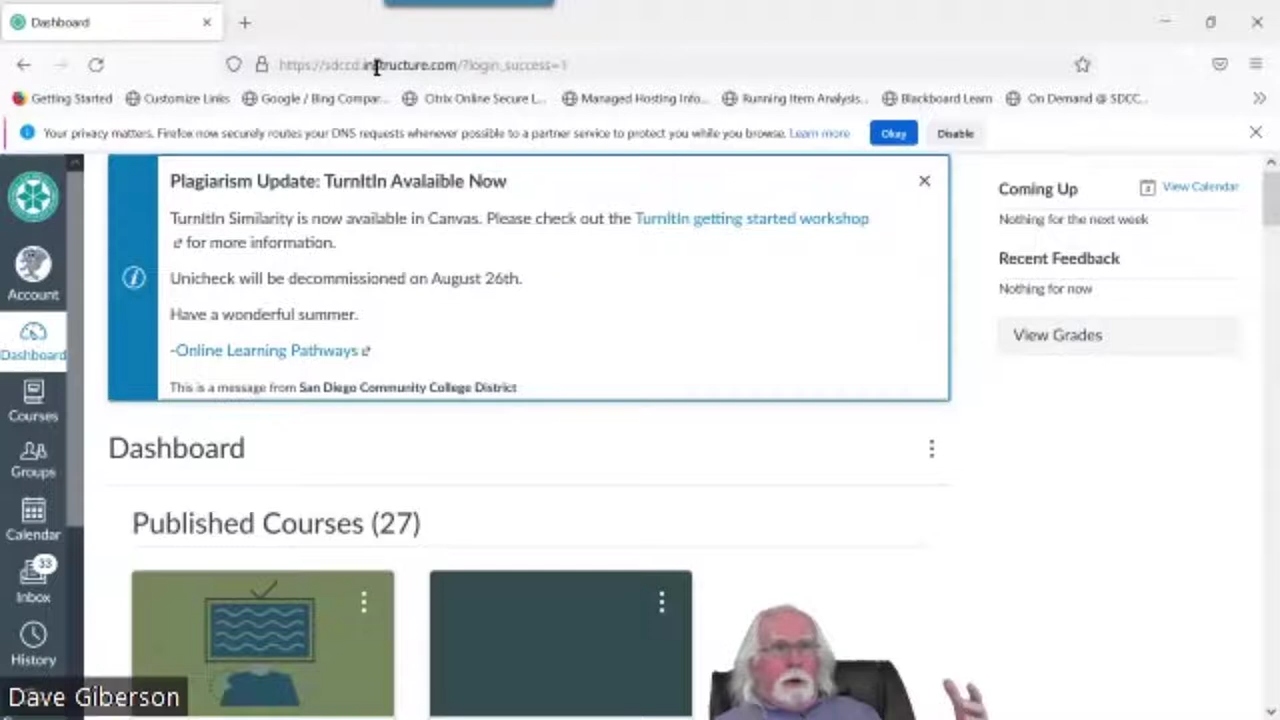 Dashboard
https://sdccd.instructure.com/?login_success=1
Getting Started
Customize Links
Google / Bing Compar...
Citrix Online Secure L...
Managed Hosting Info...
Running Item Analysis...
Blackboard Learn
On Demand @ SDCC...
Your privacy matters. Firefox now securely routes your DNS requests whenever possible to a partner service to protect you while you browse. Learn more
Okay
Disable
Plagiarism Update: TurnItIn Avalaible Now
TurnItIn Similarity is now available in Canvas. Please check out the TurnItIn getting started workshop
for more information.
Unicheck will be decommissioned on August 26th.
Have a wonderful summer.
-Online Learning Pathways
This is a message from San Diego Community College District
Coming Up
View Calendar
Nothing for the next week
Recent Feedback
Nothing for now
View Grades
Account
Dashboard
Courses
Groups
Calendar
33
Inbox
History
Dashboard
Published Courses (27)
Dave Giberson